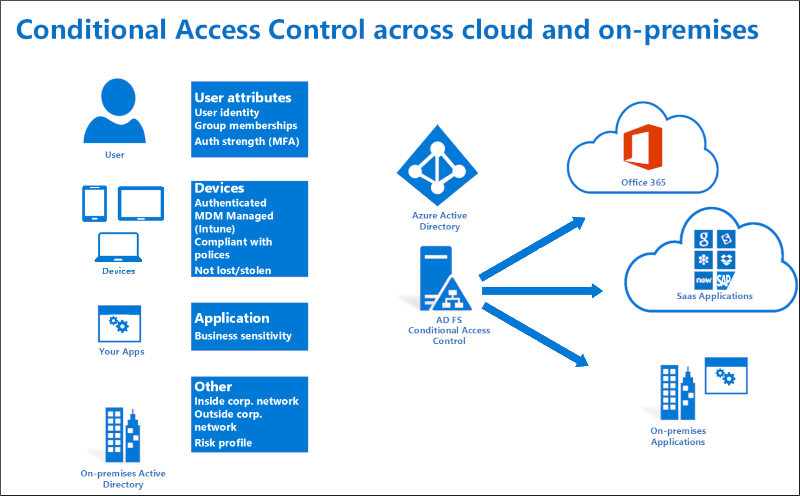 Conditional Access Control across cloud and on-premises
User
User attributes
User identity
Group memberships
Auth strength (MFA)
Devices
Devices
Authenticated
MDM Managed
(Intune)
Compliant with
polices
Not lost/stolen
Your Apps
Application
Business sensitivity
On-premises Active
Directory
Other
Inside corp. network
Outside corp.
network
Risk profile
Azure Active
Directory
AD FS
Conditional Access
Control
Office 365
g
now
SAP
Saas Applications
On-premises
Applications